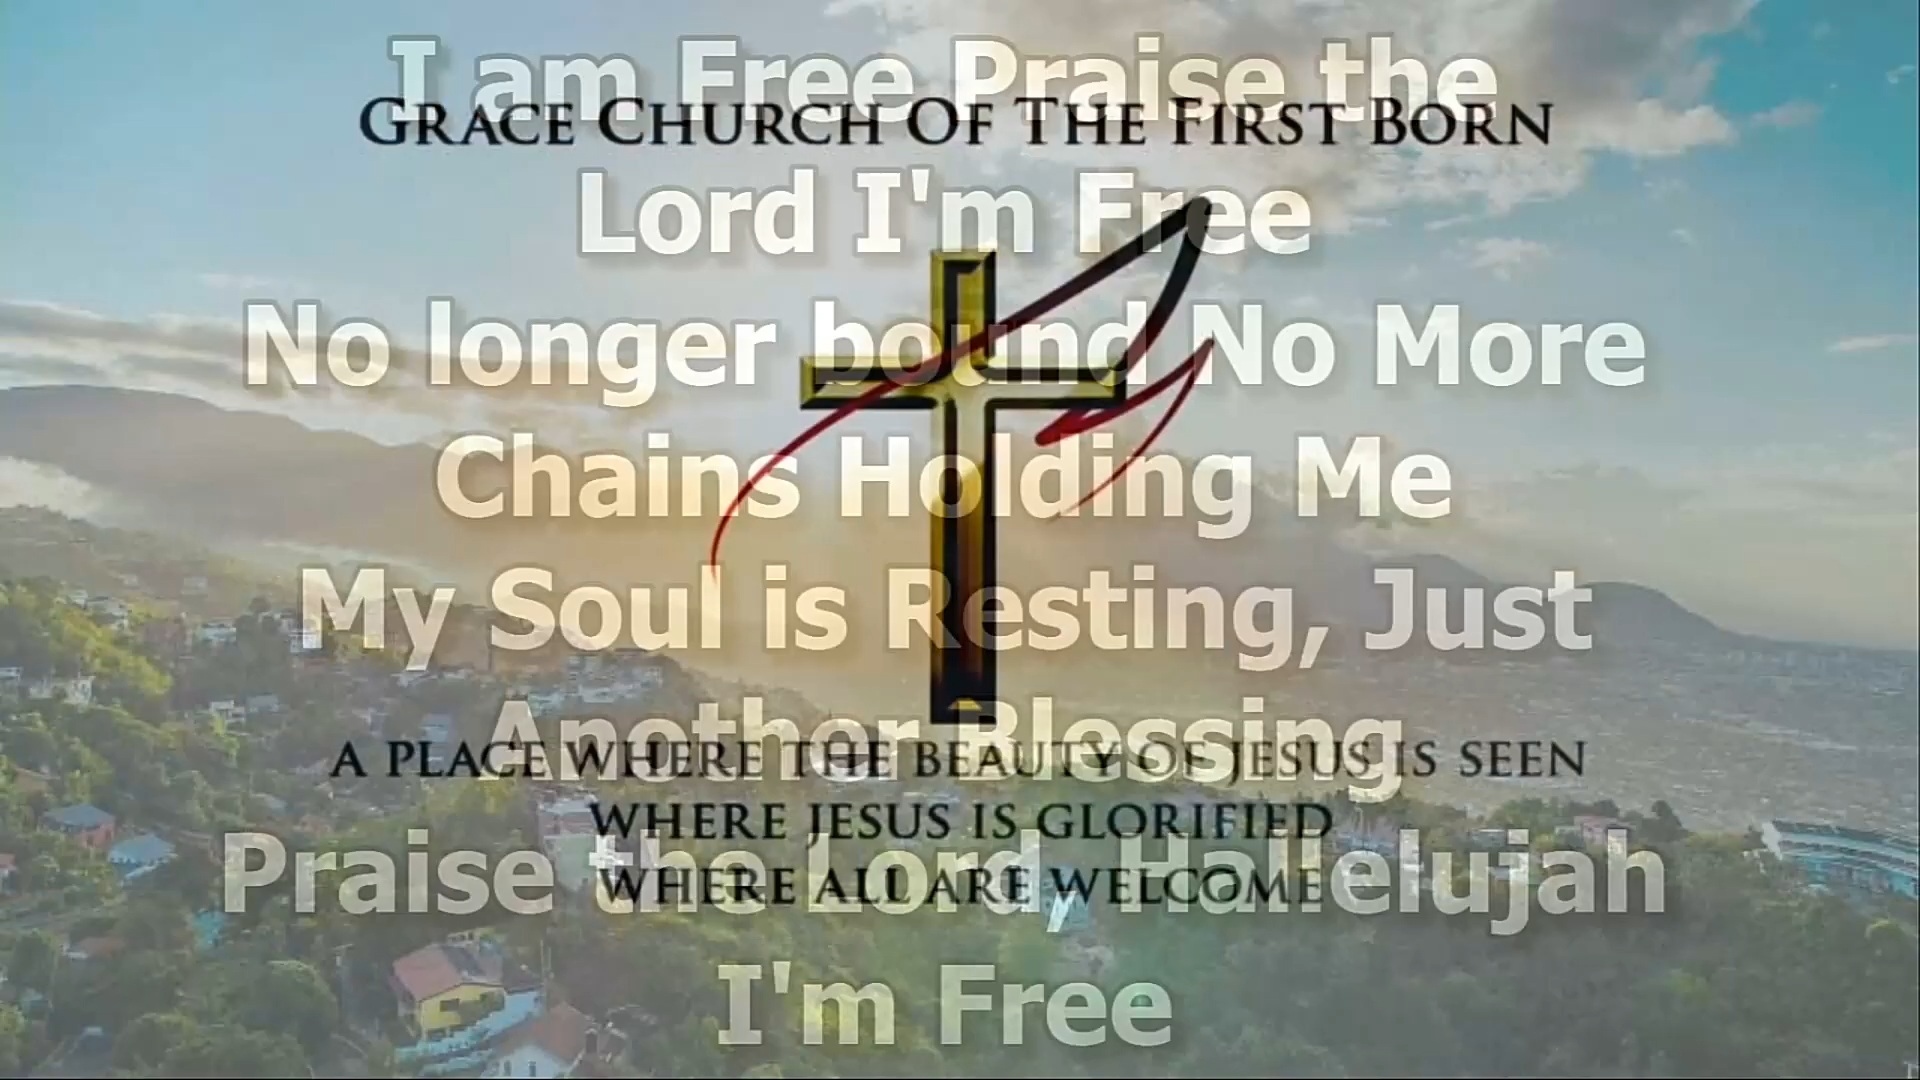 I am Free Praise the
GRACE CHURCH OF THE FIRST BORN
Lord I'm Free
No longer bound No More
Chains Holding Me
My Soul is Resting, Just
Another Blessing
A PLACE WHERE THE BEAUTY OF JESUS IS SEEN
WHERE JESUS IS GLORIFIED
Praise the Lord, Hallelujah
WHERE ALL ARE WELCOME
I'm Free